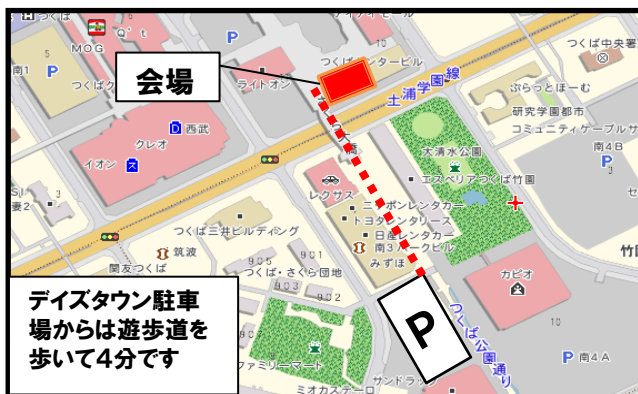 つくば
Q't
MOG
P
つくばク
南1
P
会場
ライトオン
P
つくば
ンタービル
土浦学園線
つくば中央署
ぷらっとほーむ
研究学園都市
コミュニティケーブルサ
南4B
P
西武
クレオ
イオン
大清水公園
エスペリアつくば竹園
レクサス
ニッポンレンタカー
トヨタレンタリース
日産レンタカー
南3パークビル
みずほ
つくば三井ビルディング
筑波
関友つくば
905
901
つくば・さくら団地
903
902
907
妻2
竹園
カピオ
10
P 南4A
つくば公園通り
P
デイズタウン駐車
場からは遊歩道を
歩いて4分です
ファミリーマート
ミオカステーロ
サンドラッグ